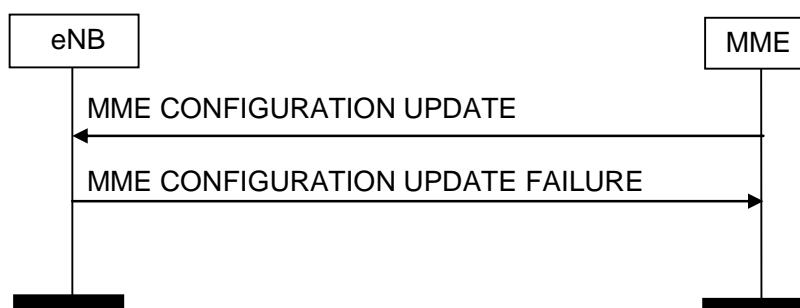 eNB
MME
MME CONFIGURATION UPDATE
MME CONFIGURATION UPDATE FAILURE